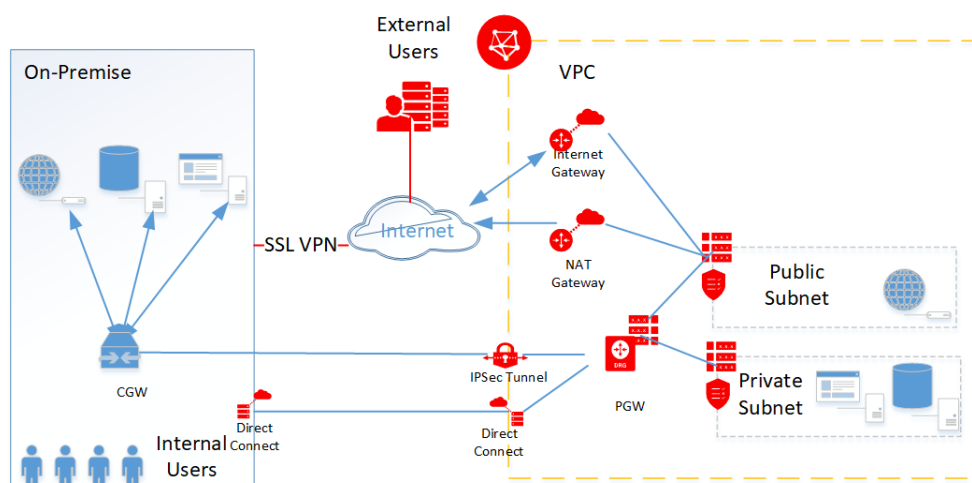 External
Users
On-Premise
VPC
Internet
Gateway
SSL VPN
Internet
NAT
Gateway
Public
Subnet
IPSec Tunnel
DRG
CGW
PGW
Private
Subnet
Direct
Connect
Direct
Connect
Internal
Users